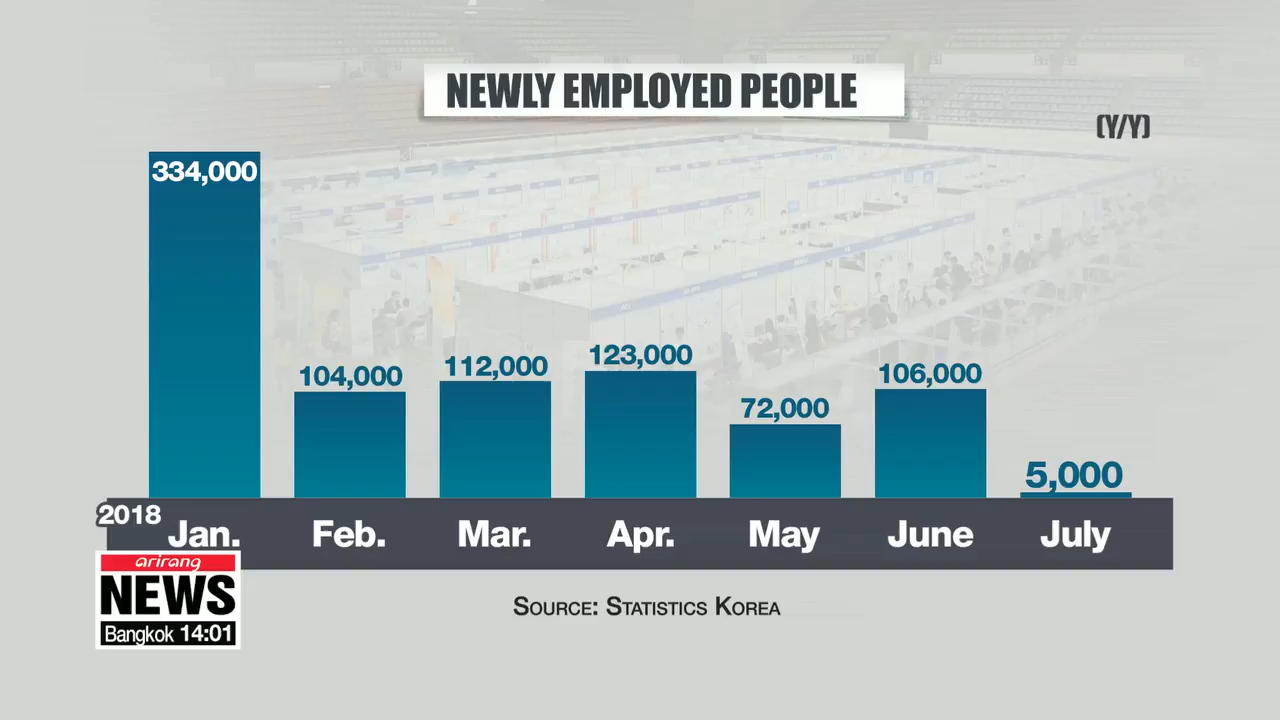 NEWLY EMPLOYED PEOPLE
(Y/Y)
334,000
104,000
112,000
123,000
72,000
106,000
5,000
2018
Jan.
Feb.
Mar.
Apr.
May
June
July
arirang
NEWS
Bangkok 14:01
SOURCE: STATISTICS KOREA